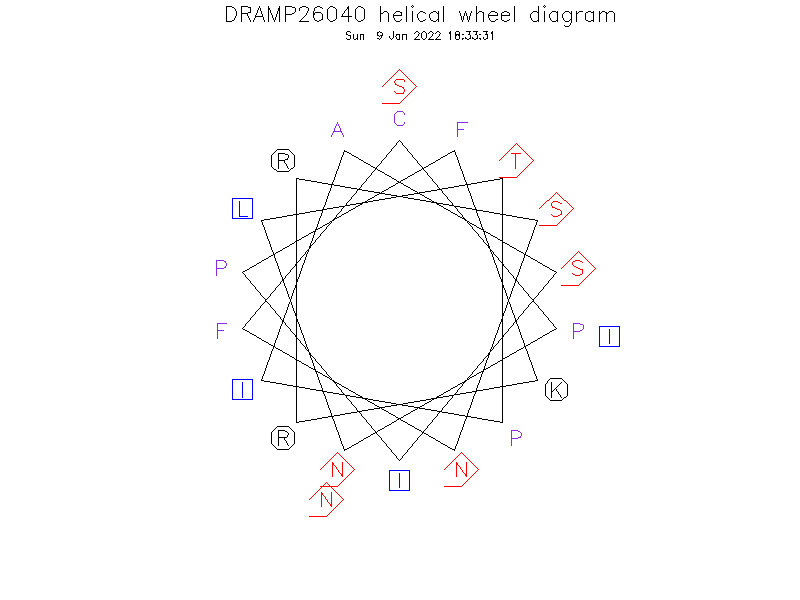 DRAMP26040 helical wheel diagram
Sun 9 Jan 2022 18:33:31
S
A C F
R T
L S
P S
F P I
I K
R P
N I N
N